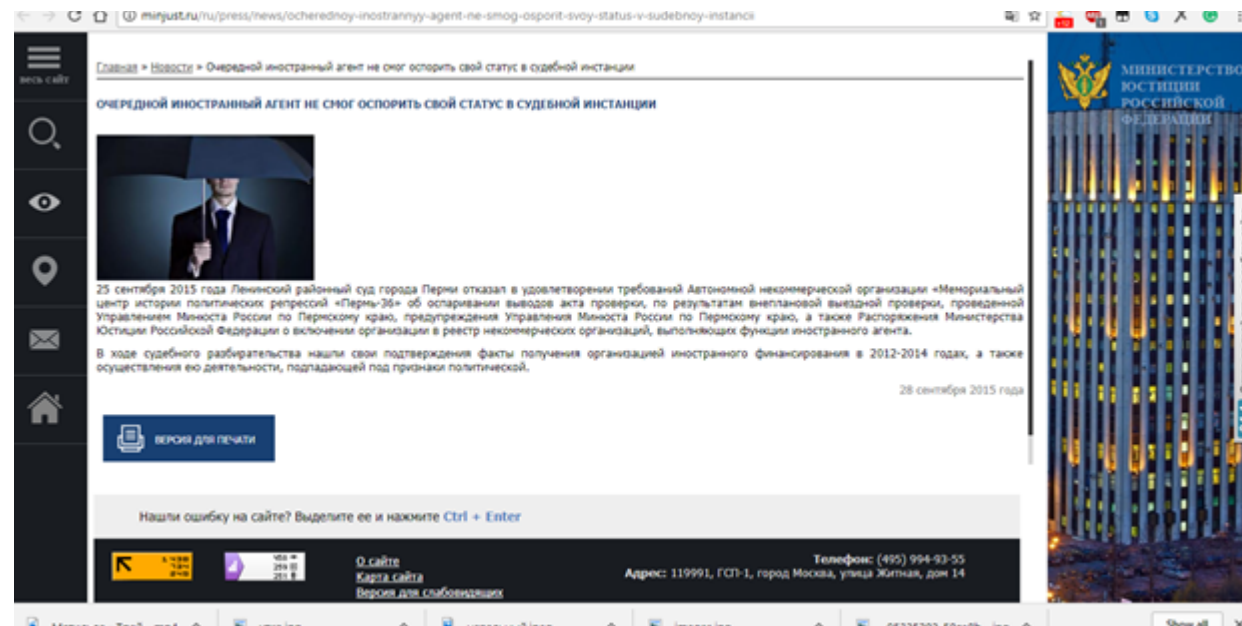 minjust.ru/ru/press/news/ocherednoy-inostrannyy-agent-ne-smog-osporit-svoy-status-v-sudebnoy-instancii
весь сайт
Главная » Новости » Очередной иностранный агент не смог оспорить свой статус в судебной инстанции
МИНИСТЕРСТВО
ЮСТИЦИИ
РОССИЙСКОЙ
ФЕДЕРАЦИИ
ОЧЕРЕДНОЙ ИНОСТРАННЫЙ АГЕНТ НЕ СМОГ ОСПОРИТЬ СВОЙ СТАТУС В СУДЕБНОЙ ИНСТАНЦИИ
25 сентября 2015 года Ленинский районный суд города Перми отказал в удовлетворении требований Автономной некоммерческой организации «Мемориальный
центр истории политических репрессий «Пермь-36» об оспаривании выводов акта проверки, по результатам внеплановой выездной проверки, проведенной
Управлением Минюста России по Пермскому краю, предупреждения Управления Минюста России по Пермскому краю, а также Распоряжения Министерства
Юстиции Российской Федерации о включении организации в реестр некоммерческих организаций, выполняющих функции иностранного агента.
В ходе судебного разбирательства нашли свои подтверждения факты получения организацией иностранного финансирования в 2012-2014 годах, а также
осуществления ею деятельности, подпадающей под признаки политической.
28 сентября 2015 года
ВЕРСИЯ ДЛЯ ПЕЧАТИ
Нашли ошибку на сайте? Выделите ее и нажмите Ctrl + Enter
О сайте
Карта сайта
Версия для слабовидящих
Телефон: (495) 994-93-55
Адрес: 119991, ГСП-1, город Москва, улица Житная, дом 14
Show all